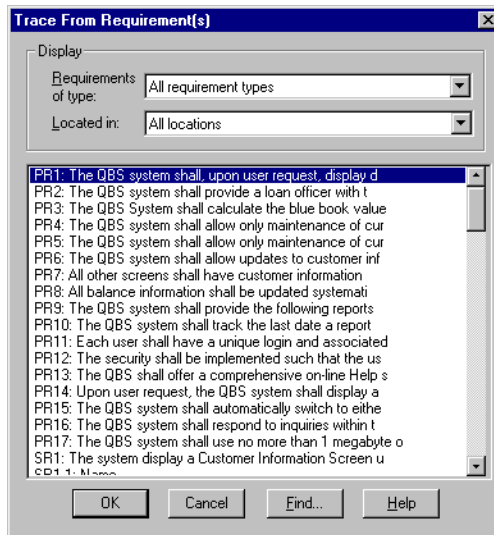 Trace From Requirement(s)
Display
Requirements of type:
All requirement types
Located in:
All locations
PR1: The QBS system shall, upon user request, display d
PR2: The QBS system shall provide a loan officer with t
PR3: The QBS System shall calculate the blue book value
PR4: The QBS system shall allow only maintenance of cur
PR5: The QBS system shall allow only maintenance of cur
PR6: The QBS system shall allow updates to customer inf
PR7: All other screens shall have customer information
PR8: All balance information shall be updated systemati
PR9: The QBS system shall provide the following reports
PR10: The QBS system shall track the last date a report
PR11: Each user shall have a unique login and associated
PR12: The security shall be implemented such that the us
PR13: The QBS shall offer a comprehensive on-line Help s
PR14: Upon user request, the QBS system shall display a
PR15: The QBS system shall automatically switch to eithe
PR16: The QBS system shall respond to inquiries within t
PR17: The QBS system shall use no more than 1 megabyte o
SR1: The system display a Customer Information Screen u
SR1.1: Name
OK
Cancel
Find...
Help